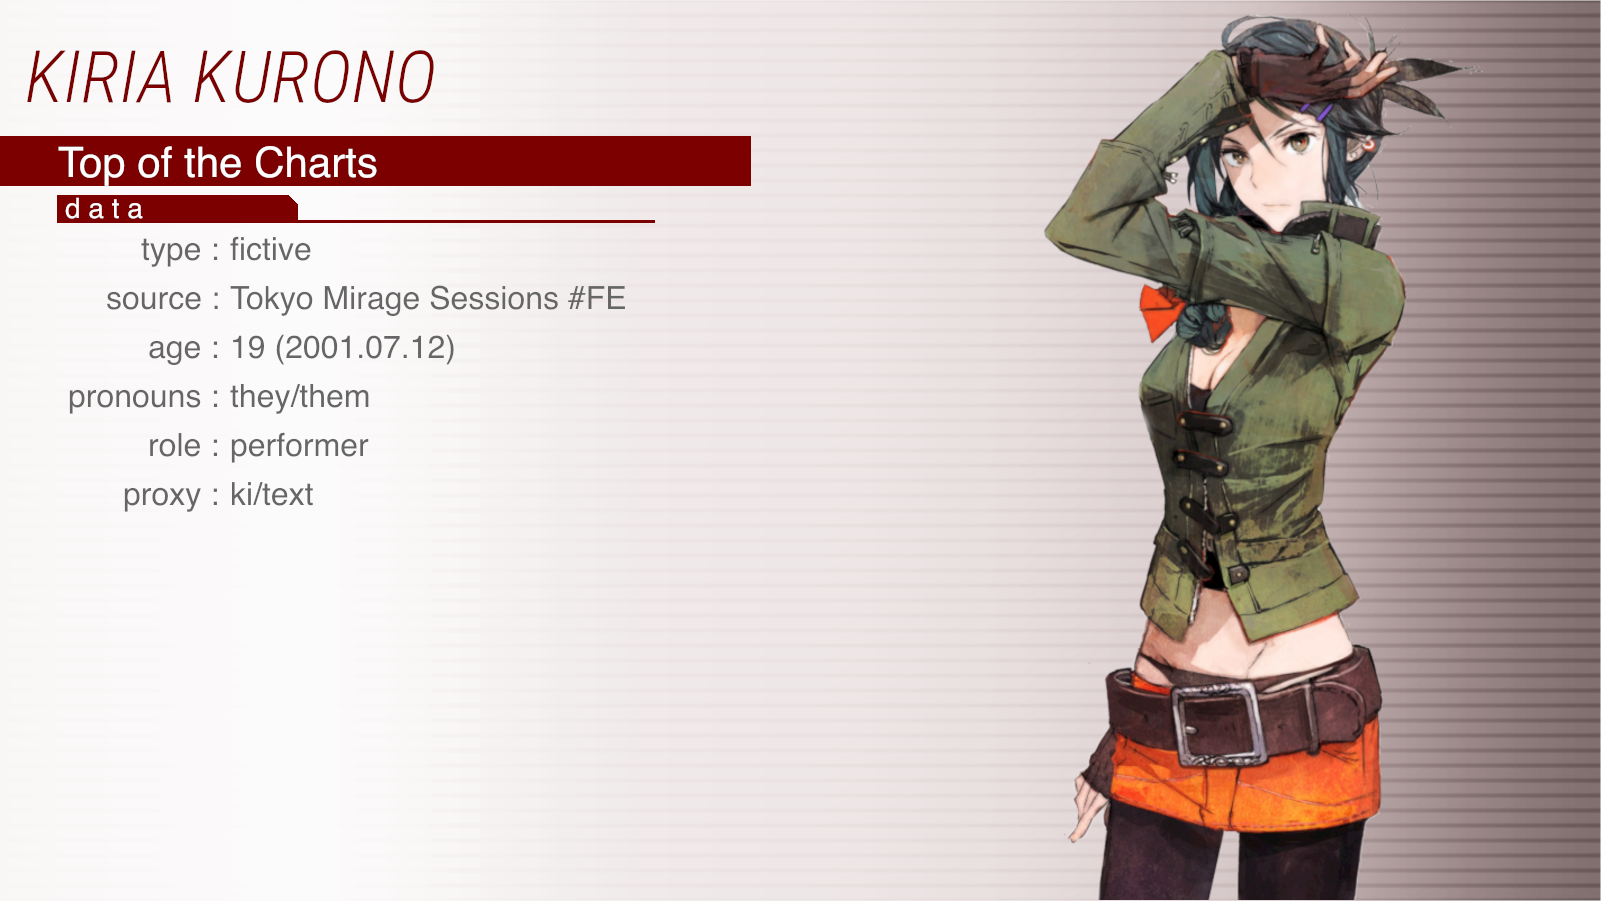 KIRIA KURONO
Top of the Charts
data
type : fictive
source : Tokyo Mirage Sessions #FE
age : 19 (2001.07.12)
pronouns : they/them
role : performer
proxy : ki/text